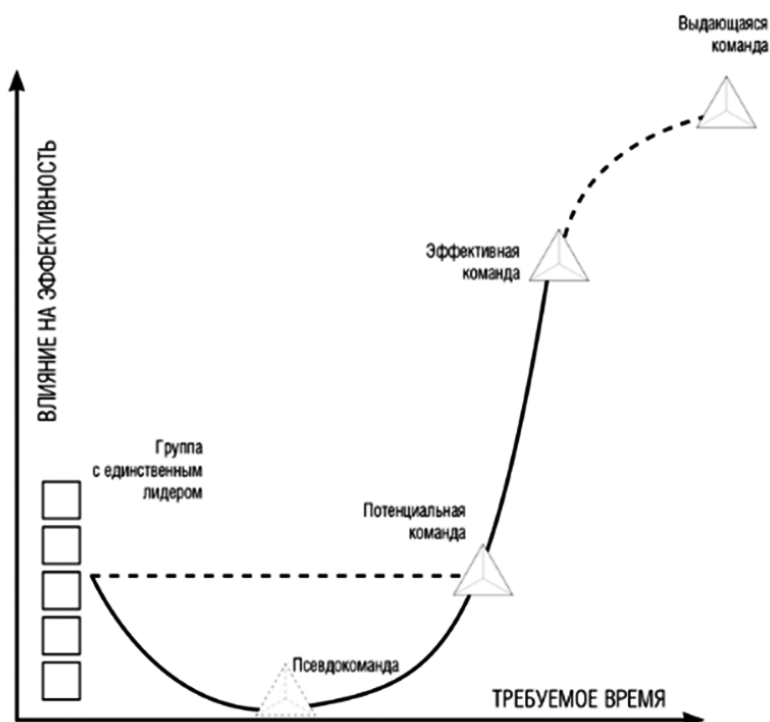 Выдающаяся
команда
ВЛИЯНИЕ НА ЭФФЕКТИВНОСТЬ
Эффективная
команда
Группа
с единственным
лидером
Потенциальная
команда
Псевдокоманда
ТРЕБУЕМОЕ ВРЕМЯ